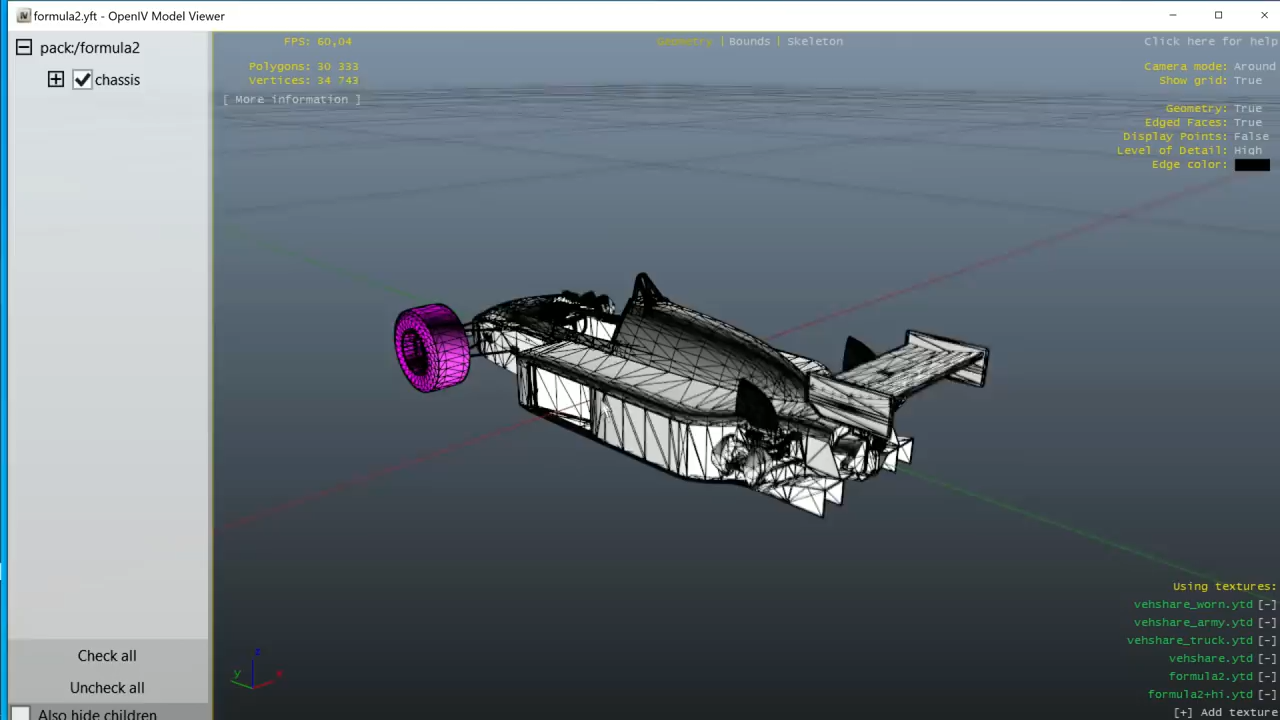 formula2.yft - OpenIV Model Viewer
pack:/formula2
chassis
FPS: 60,04
Geometry | Bounds | Skeleton
Click here for help
Polygons: 30 333
Vertices: 34 743
[ More information ]
Camera mode: Around
Show grid: True
Geometry: True
Edged Faces: True
Display Points: False
Level of Detail: High
Edge color:
z
y
x
Using textures:
vehshare_worn.ytd [-]
vehshare_army.ytd [-]
vehshare_truck.ytd [-]
vehshare.ytd [-]
formula2.ytd [-]
formula2+hi.ytd [-]
[+] Add texture
Check all
Uncheck all
Also hide children